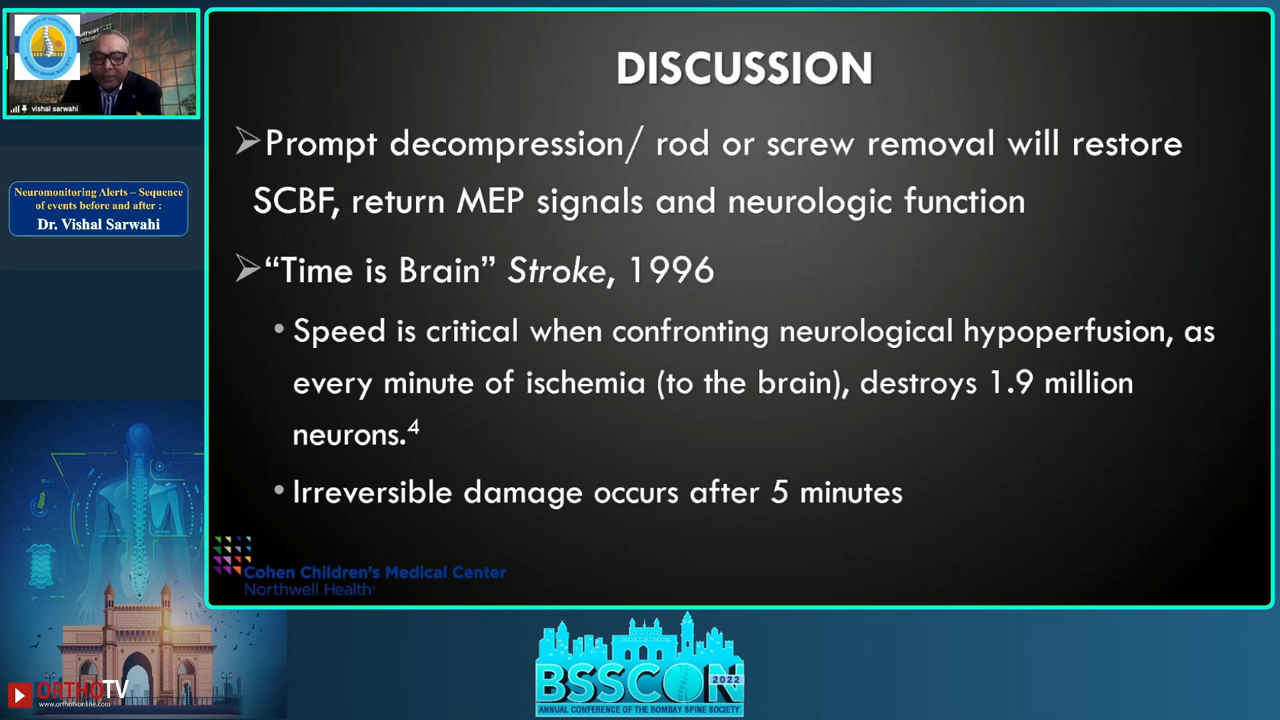 DISCUSSION
Prompt decompression/ rod or screw removal will restore
SCBF, return MEP signals and neurologic function
“Time is Brain” Stroke, 1996
Speed is critical when confronting neurological hypoperfusion, as
every minute of ischemia (to the brain), destroys 1.9 million
neurons.4
Irreversible damage occurs after 5 minutes
Cohen Children's Medical Center
Northwell Health
vishal sarwahi
BOMBAY SPINE SOCIETY
Neuromonitoring Alerts – Sequence
of events before and after :
Dr. Vishal Sarwahi
ORTHOTV
www.orthotvonline.com
BSSCON
2022
ANNUAL CONFERENCE OF THE BOMBAY SPINE SOCIETY